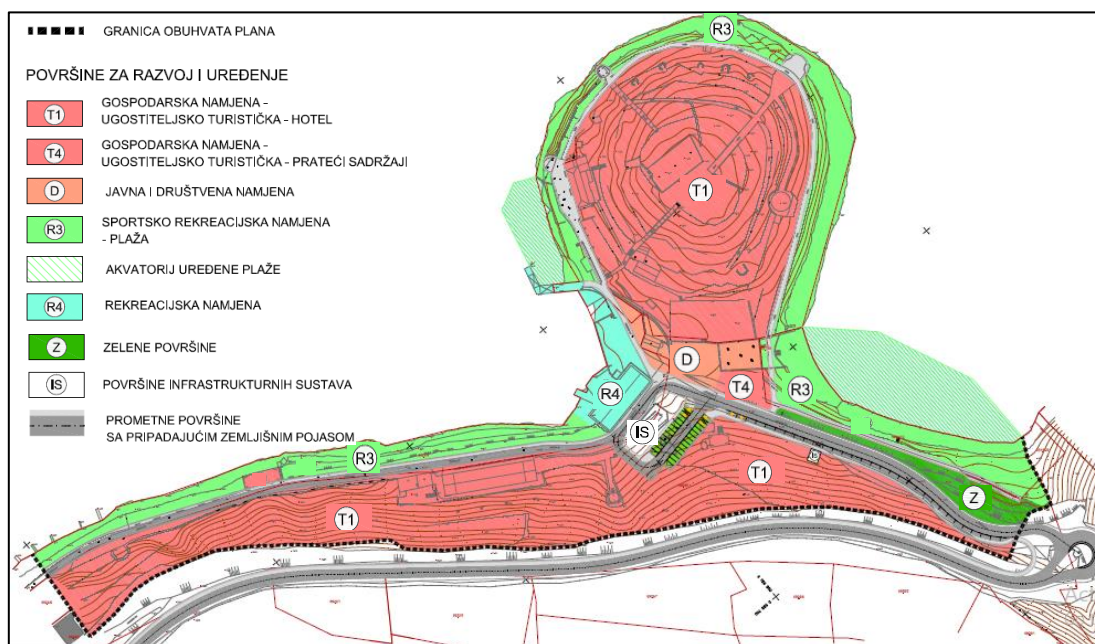 GRANICA OBUHVATA PLANA
POVRŠINE ZA RAZVOJ I UREĐENJE
T1
GOSPODARSKA NAMJENA -
UGOSTITELJSKO TURISTIČKA - HOTEL
T4
GOSPODARSKA NAMJENA -
UGOSTITELJSKO TURISTIČKA - PRATEĆI SADRŽAJI
D
JAVNA I DRUŠTVENA NAMJENA
R3
SPORTSKO REKREACIJSKA NAMJENA
- PLAŽA
AKVATORIJ UREĐENE PLAŽE
R4
REKREACIJSKA NAMJENA
Z
ZELENE POVRŠINE
IS
POVRŠINE INFRASTRUKTURNIH SUSTAVA
PROMETNE POVRŠINE
SA PRIPADAJUĆIM ZEMLJIŠNIM POJASOM
R3
T1
D
T4
R3
R4
IS
R3
T1
IS
T1
Z